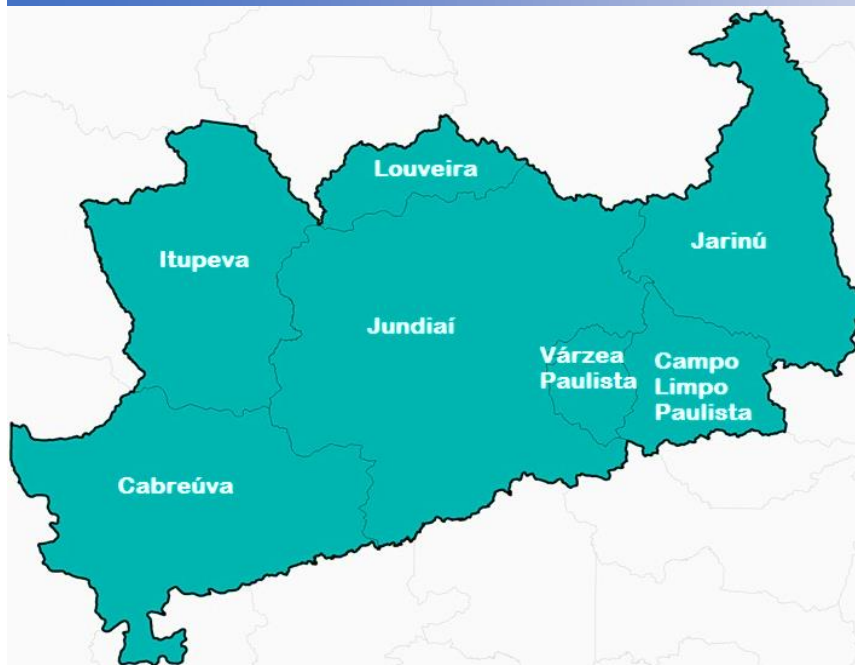 Louveira
Jarinú
Itupeva
Jundiaí
Várzea
Paulista
Campo
Limpo
Paulista
Cabreúva